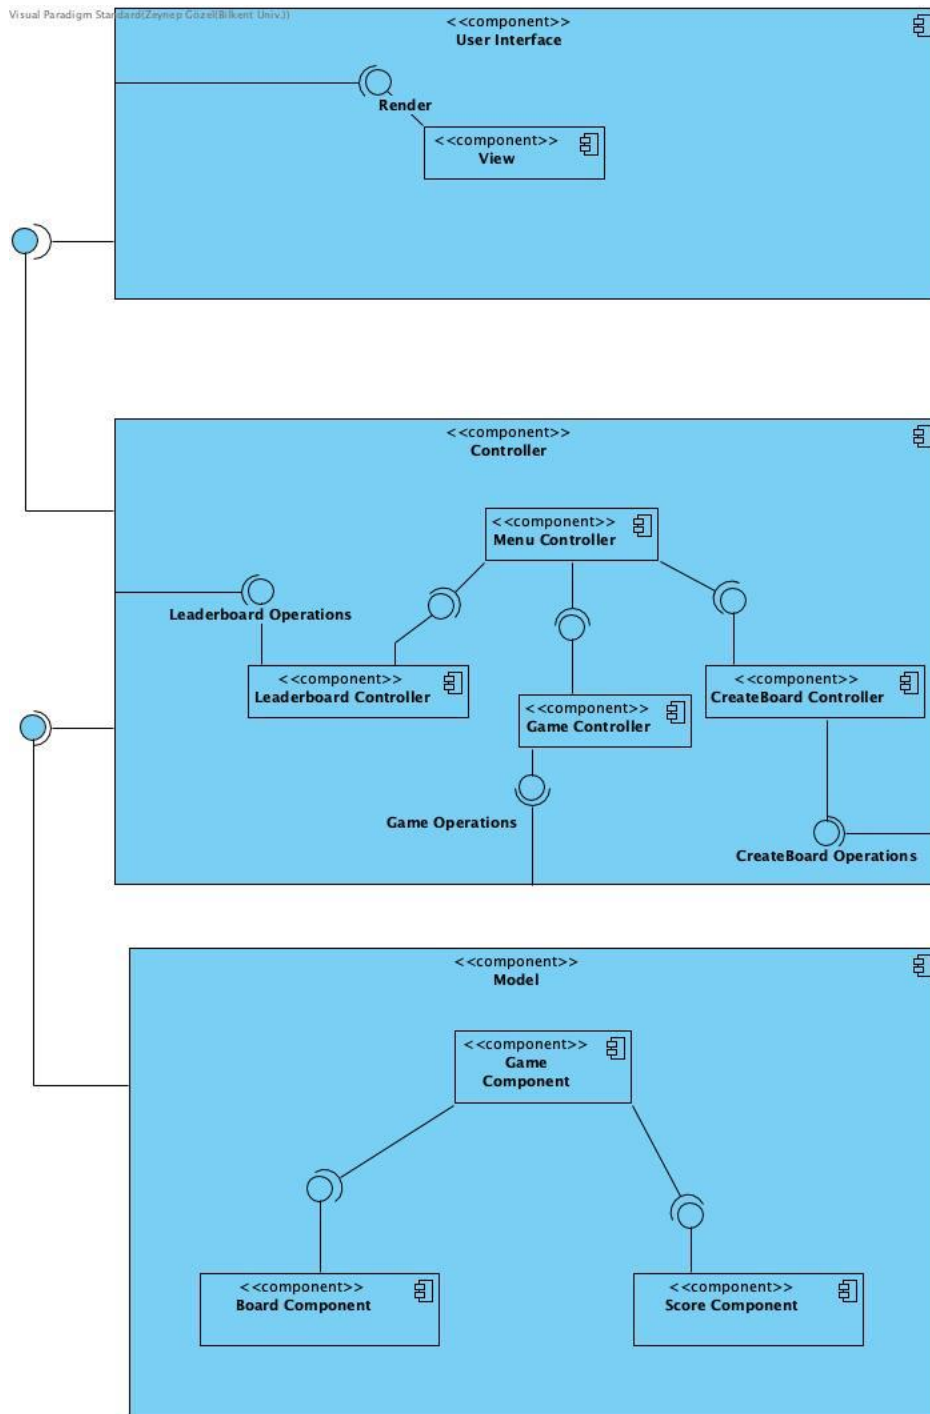 Visual Paradigm Standard(Zeynep Gözel(Bilkent Univ.))
<<component>>
User Interface
Render
<<component>>
View
<<component>>
Controller
<<component>>
Menu Controller
Leaderboard Operations
<<component>>
Leaderboard Controller
<<component>>
CreateBoard Controller
<<component>>
Game Controller
Game Operations
CreateBoard Operations
<<component>>
Model
<<component>>
Game
Component
<<component>>
Board Component
<<component>>
Score Component